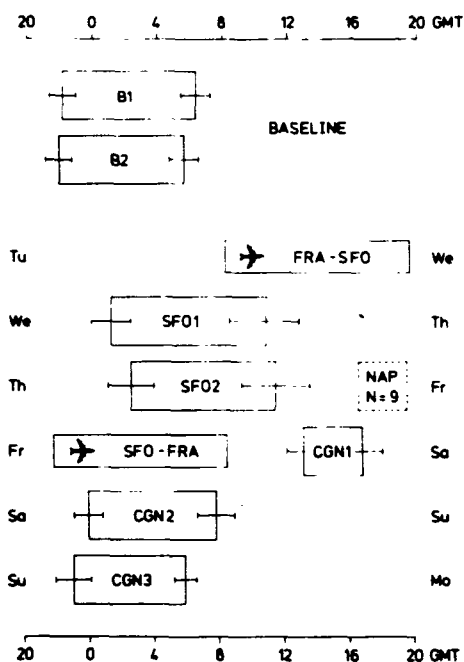 20 0 4 8 12 16 20 GMT
B1
BASELINE
B2
Tu FRA-SFO We
We SFO1 Th
Th SFO2 NAP Fr
N=9
Fr SFO-FRA CGN1 Sa
Sa CGN2 Su
Su CGN3 Mo
20 0 4 8 12 16 20 GMT